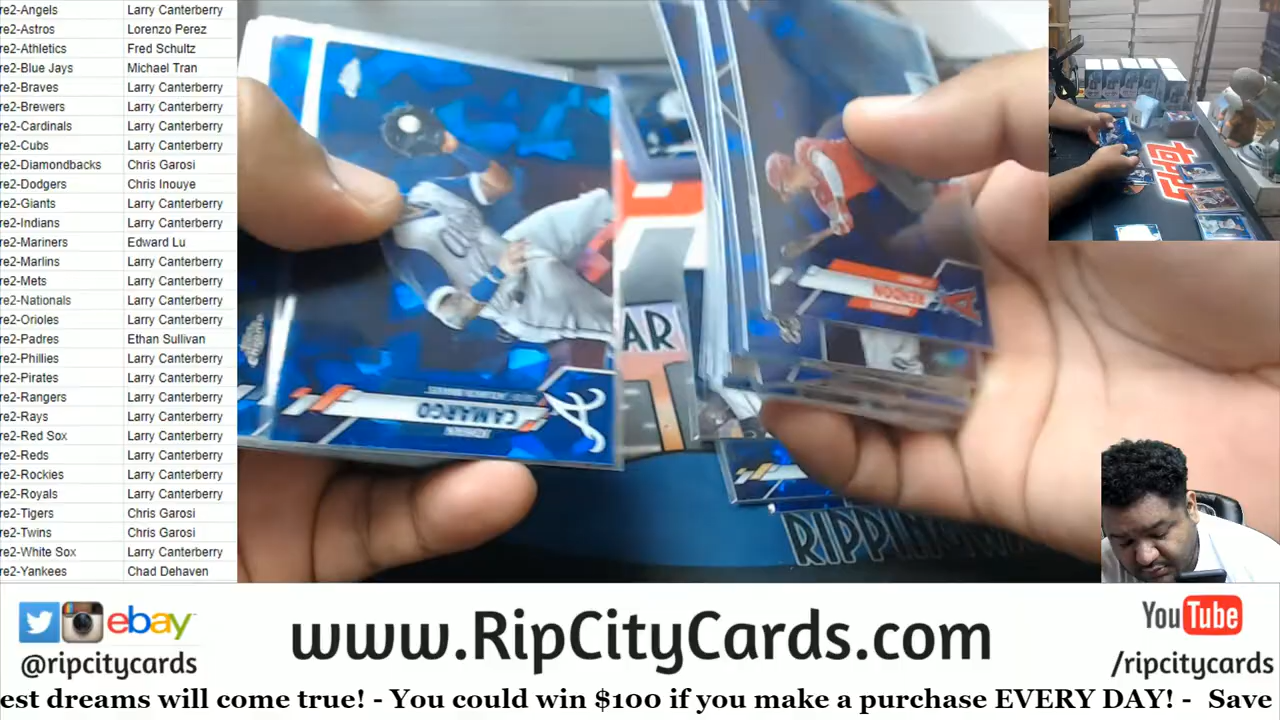 re2-Angels Larry Canterberry
re2-Astros Lorenzo Perez
re2-Athletics Fred Schultz
re2-Blue Jays Michael Tran
re2-Braves Larry Canterberry
re2-Brewers Larry Canterberry
re2-Cardinals Larry Canterberry
re2-Cubs Larry Canterberry
re2-Diamondbacks Chris Garosi
re2-Dodgers Chris Inouye
re2-Giants Larry Canterberry
re2-Indians Larry Canterberry
re2-Mariners Edward Lu
re2-Marlins Larry Canterberry
re2-Mets Larry Canterberry
re2-Nationals Larry Canterberry
re2-Orioles Larry Canterberry
re2-Padres Ethan Sullivan
re2-Phillies Larry Canterberry
re2-Pirates Larry Canterberry
re2-Rangers Larry Canterberry
re2-Rays Larry Canterberry
re2-Red Sox Larry Canterberry
re2-Reds Larry Canterberry
re2-Rockies Larry Canterberry
re2-Royals Larry Canterberry
re2-Tigers Chris Garosi
re2-Twins Chris Garosi
re2-White Sox Larry Canterberry
re2-Yankees Chad Dehaven
RENDON
JOHAN
CAMARGO
AR
RIPPIN
TOPPS
ebay
@ripcitycards
www.RipCityCards.com
YouTube
/ripcitycards
est dreams will come true! - You could win $100 if you make a purchase EVERY DAY! - Save